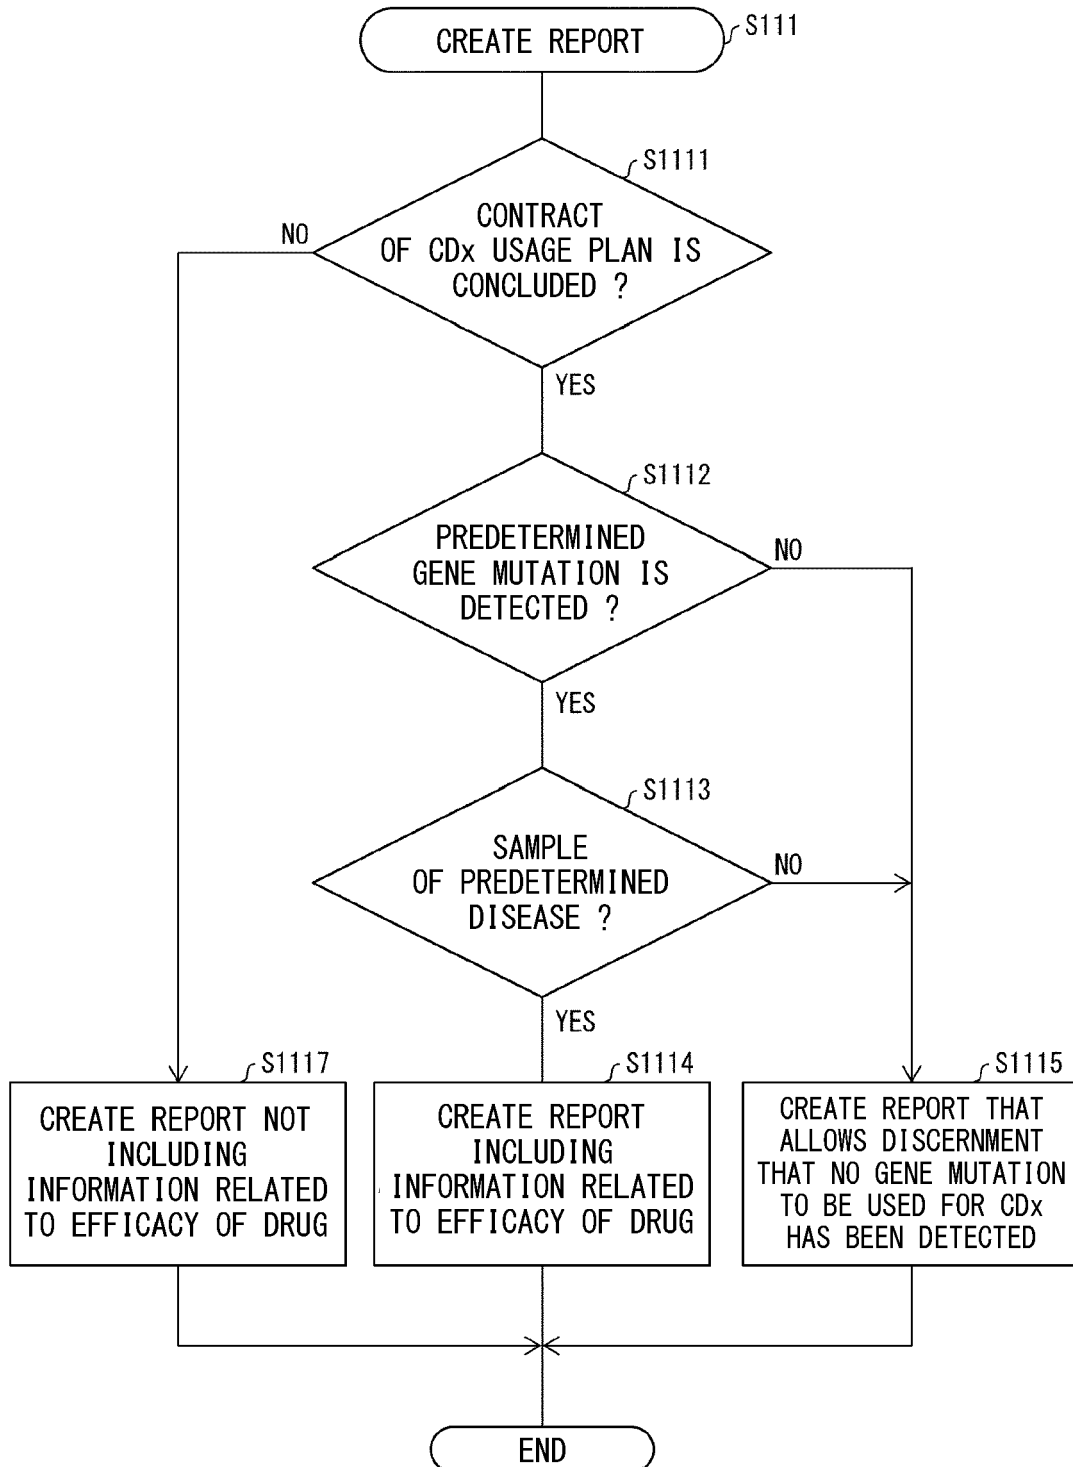 CREATE REPORT
S111
S1111
CONTRACT
OF CDx USAGE PLAN IS
CONCLUDED ?
NO
YES
S1112
PREDETERMINED
GENE MUTATION IS
DETECTED ?
NO
YES
S1113
SAMPLE
OF PREDETERMINED
DISEASE ?
NO
YES
S1117
CREATE REPORT NOT
INCLUDING
INFORMATION RELATED
TO EFFICACY OF DRUG
S1114
CREATE REPORT
INCLUDING
INFORMATION RELATED
TO EFFICACY OF DRUG
S1115
CREATE REPORT THAT
ALLOWS DISCERNMENT
THAT NO GENE MUTATION
TO BE USED FOR CDx
HAS BEEN DETECTED
END